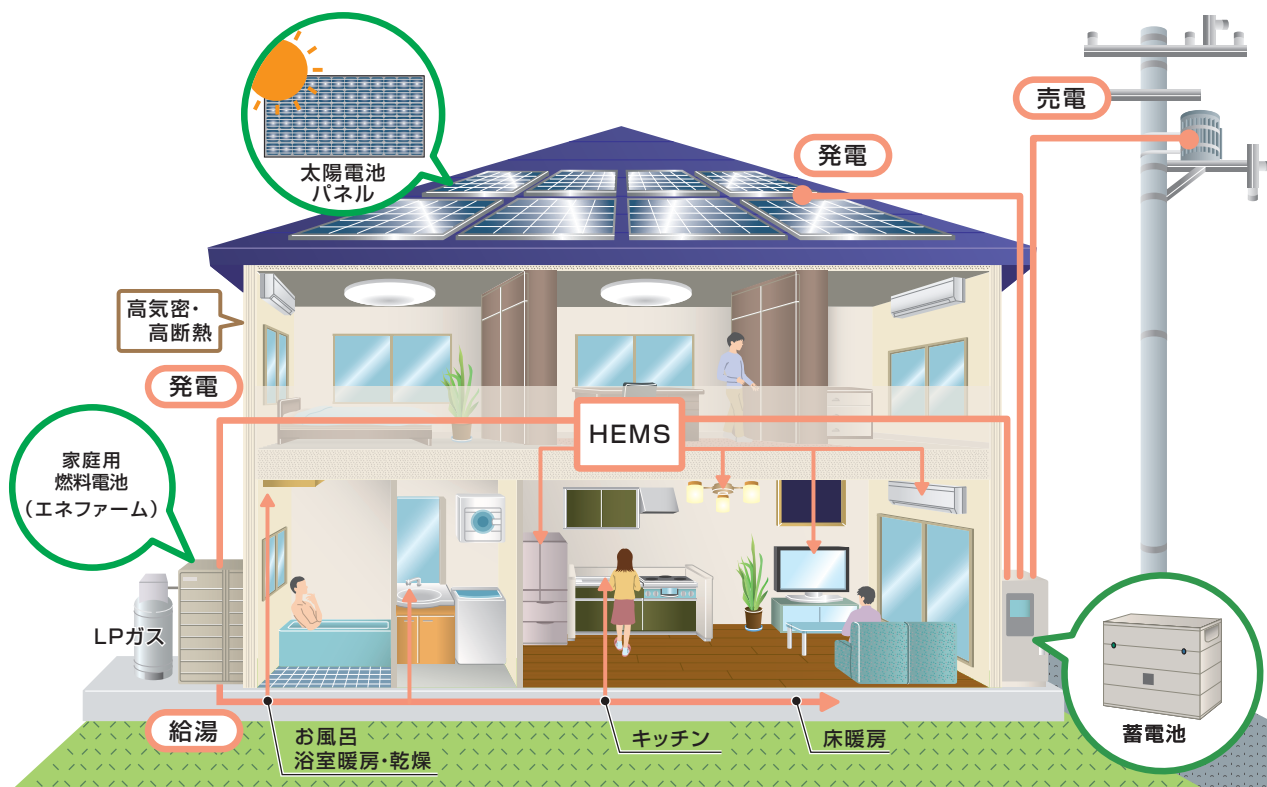 太陽電池
パネル
売電
発電
高気密・
高断熱
発電
HEMS
家庭用
燃料電池
（エネファーム）
LPガス
給湯
お風呂
浴室暖房・乾燥
キッチン
床暖房
蓄電池